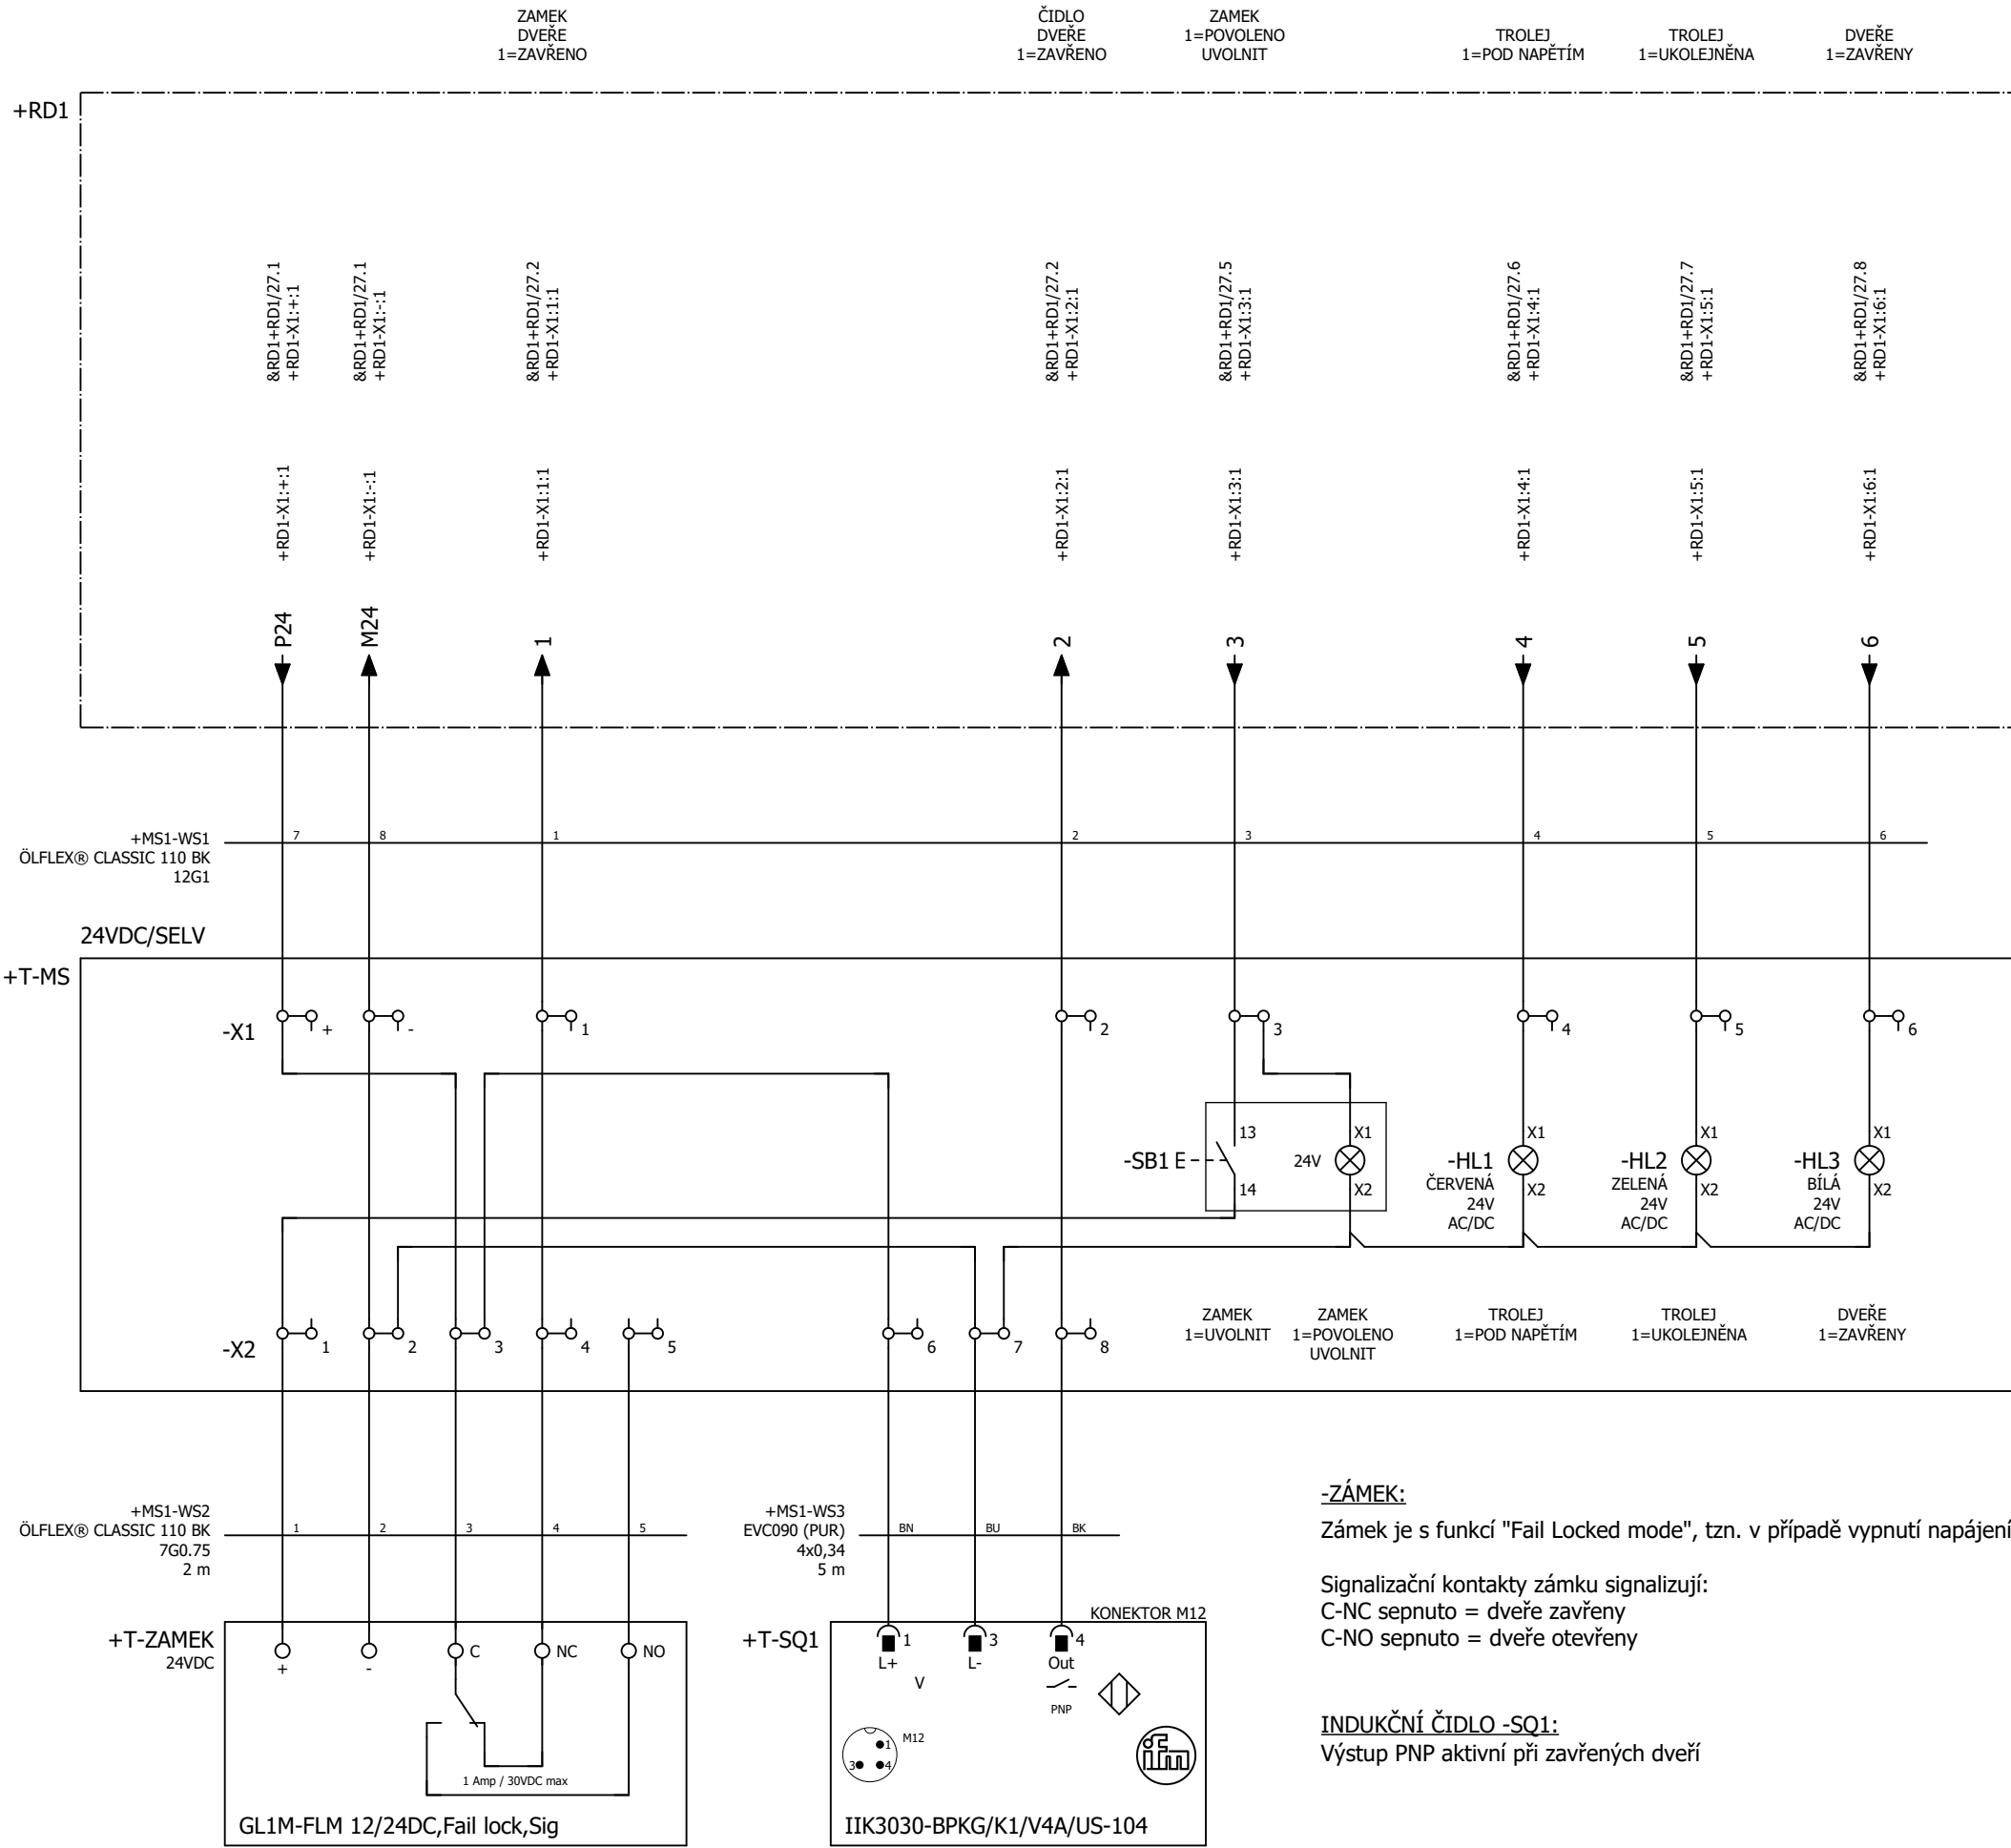 ZAMEK
DVEŘE
1=ZAVŘENO
ČIDLO
DVEŘE
1=ZAVŘENO
ZAMEK
1=POVOLENO
UVOLNIT
TROLEJ
1=POD NAPĚTÍM
TROLEJ
1=UKOLEJNĚNA
DVEŘE
1=ZAVŘENY
+RD1
&RD1+RD1/27.1
+RD1-X1:+:1
&RD1+RD1/27.1
+RD1-X1:-:1
&RD1+RD1/27.2
+RD1-X1:1:1
&RD1+RD1/27.2
+RD1-X1:2:1
&RD1+RD1/27.5
+RD1-X1:3:1
&RD1+RD1/27.6
+RD1-X1:4:1
&RD1+RD1/27.7
+RD1-X1:5:1
&RD1+RD1/27.8
+RD1-X1:6:1
+RD1-X1:+:1
+RD1-X1:-:1
+RD1-X1:1:1
+RD1-X1:2:1
+RD1-X1:3:1
+RD1-X1:4:1
+RD1-X1:5:1
+RD1-X1:6:1
P24
M24
1
2
3
4
5
6
+MS1-WS1
ÖLFLEX® CLASSIC 110 BK
12G1
7
8
1
2
3
4
5
6
24VDC/SELV
+T-MS
-X1
+
-
1
2
3
4
5
6
-SB1 E
13
14
24V
X1
X2
-HL1
ČERVENÁ
24V
AC/DC
X1
X2
-HL2
ZELENÁ
24V
AC/DC
X1
X2
-HL3
BÍLÁ
24V
AC/DC
X1
X2
ZAMEK
1=UVOLNIT
ZAMEK
1=POVOLENO
UVOLNIT
TROLEJ
1=POD NAPĚTÍM
TROLEJ
1=UKOLEJNĚNA
DVEŘE
1=ZAVŘENY
-X2
1
2
3
4
5
6
7
8
+MS1-WS2
ÖLFLEX® CLASSIC 110 BK
7G0.75
2 m
1
2
3
4
5
+MS1-WS3
EVC090 (PUR)
4x0,34
5 m
BN
BU
BK
-ZÁMEK:
Zámek je s funkcí "Fail Locked mode", tzn. v případě vypnutí napájení
Signalizační kontakty zámku signalizují:
C-NC sepnuto = dveře zavřeny
C-NO sepnuto = dveře otevřeny
INDUKČNÍ ČIDLO -SQ1:
Výstup PNP aktivní při zavřených dveří
+T-ZAMEK
24VDC
+
-
C
NC
NO
1 Amp / 30VDC max
GL1M-FLM 12/24DC,Fail lock,Sig
+T-SQ1
KONEKTOR M12
1
3
4
L+
L-
Out
V
PNP
M12
1
3
4
ifm
IIK3030-BPKG/K1/V4A/US-104